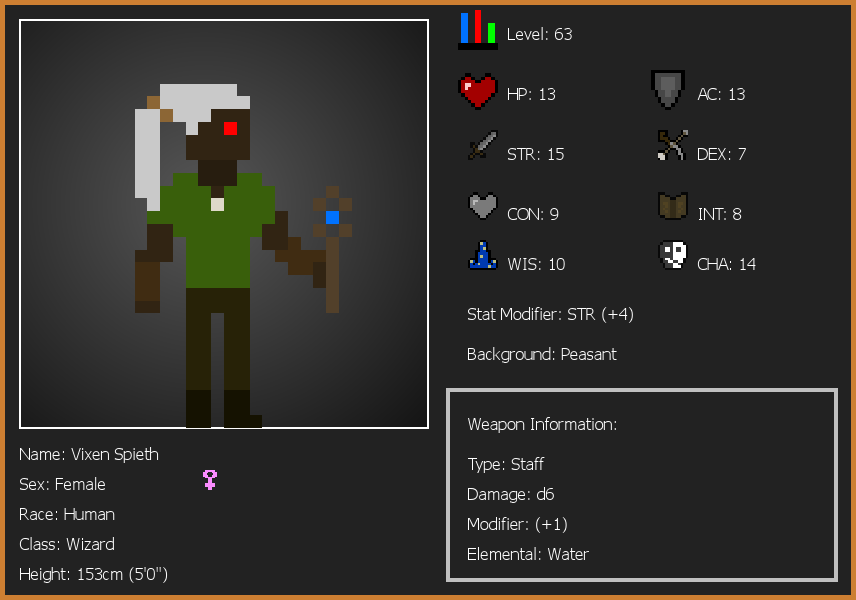 Level: 63
HP: 13
AC: 13
STR: 15
DEX: 7
CON: 9
INT: 8
WIS: 10
CHA: 14
Stat Modifier: STR (+4)
Background: Peasant
Weapon Information:
Type: Staff
Damage: d6
Modifier: (+1)
Elemental: Water
Name: Vixen Spieth
Sex: Female
Race: Human
Class: Wizard
Height: 153cm (5'0")